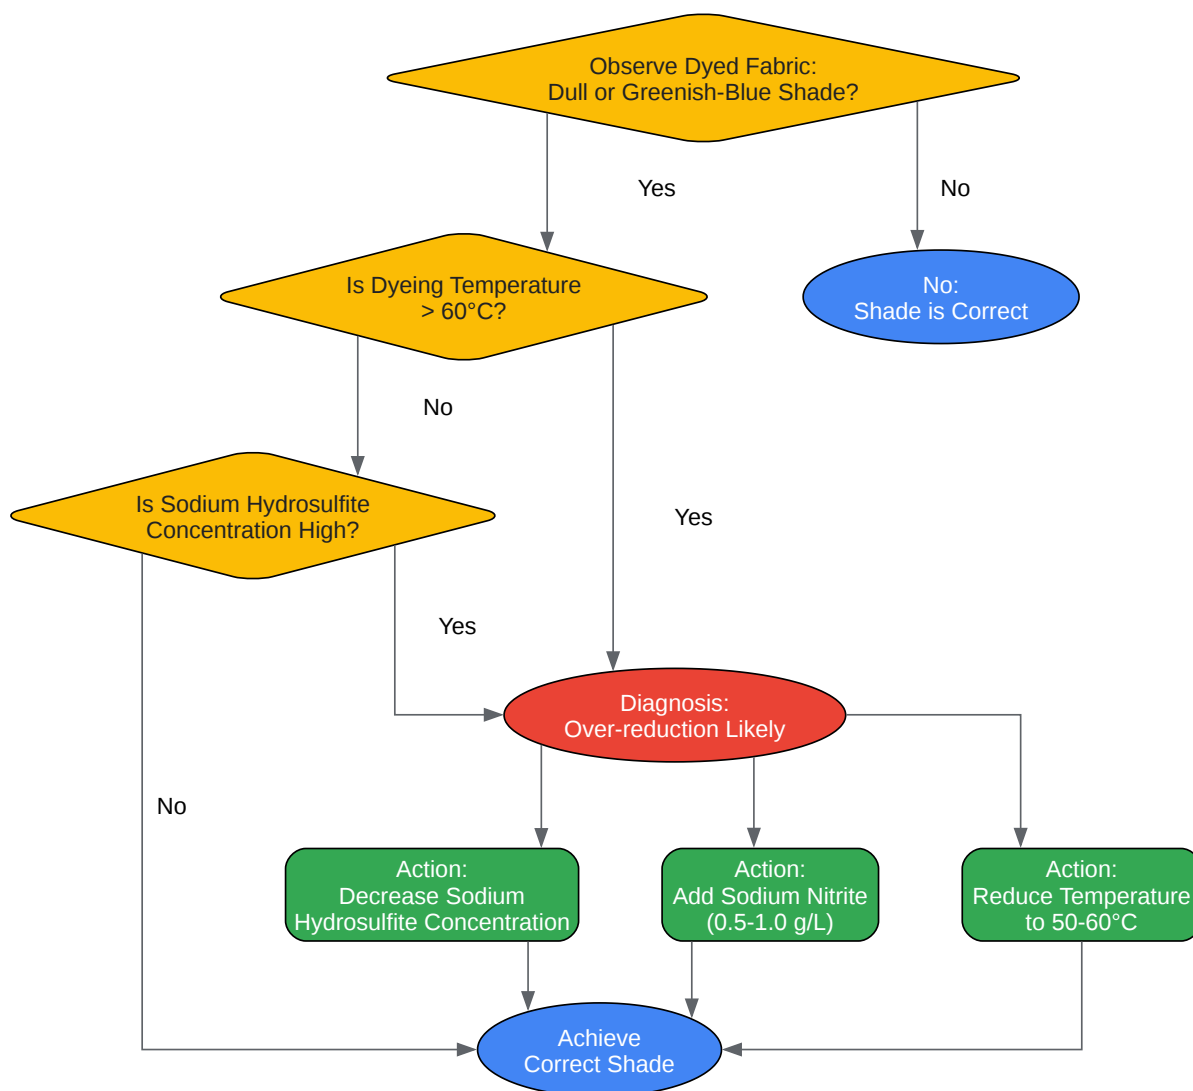 Observe Dyed Fabric:
Dull or Greenish-Blue Shade?
Yes
No
Is Dyeing Temperature
> 60°C?
No:
Shade is Correct
No
Is Sodium Hydrosulfite
Concentration High?
Yes
Yes
Diagnosis:
Over-reduction Likely
No
Action:
Decrease Sodium
Hydrosulfite Concentration
Action:
Add Sodium Nitrite
(0.5-1.0 g/L)
Action:
Reduce Temperature
to 50-60°C
Achieve
Correct Shade